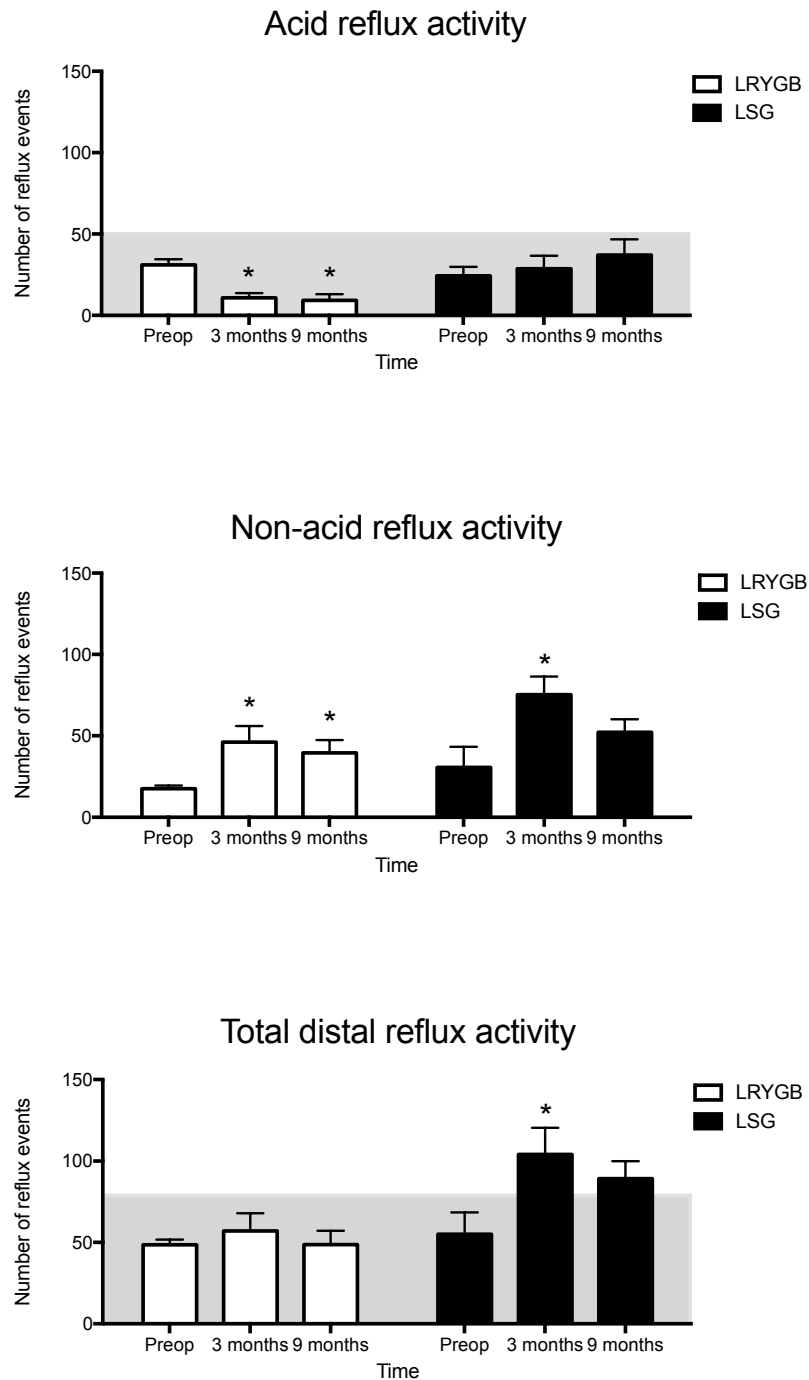 Acid reflux activity
150
100
50
0
Number of reflux events
* *
LRYGB
LSG
Preop 3 months 9 months Preop 3 months 9 months
Time
Non-acid reflux activity
150
100
50
0
Number of reflux events
* * *
LRYGB
LSG
Preop 3 months 9 months Preop 3 months 9 months
Time
Total distal reflux activity
150
100
50
0
Number of reflux events
*
LRYGB
LSG
Preop 3 months 9 months Preop 3 months 9 months
Time